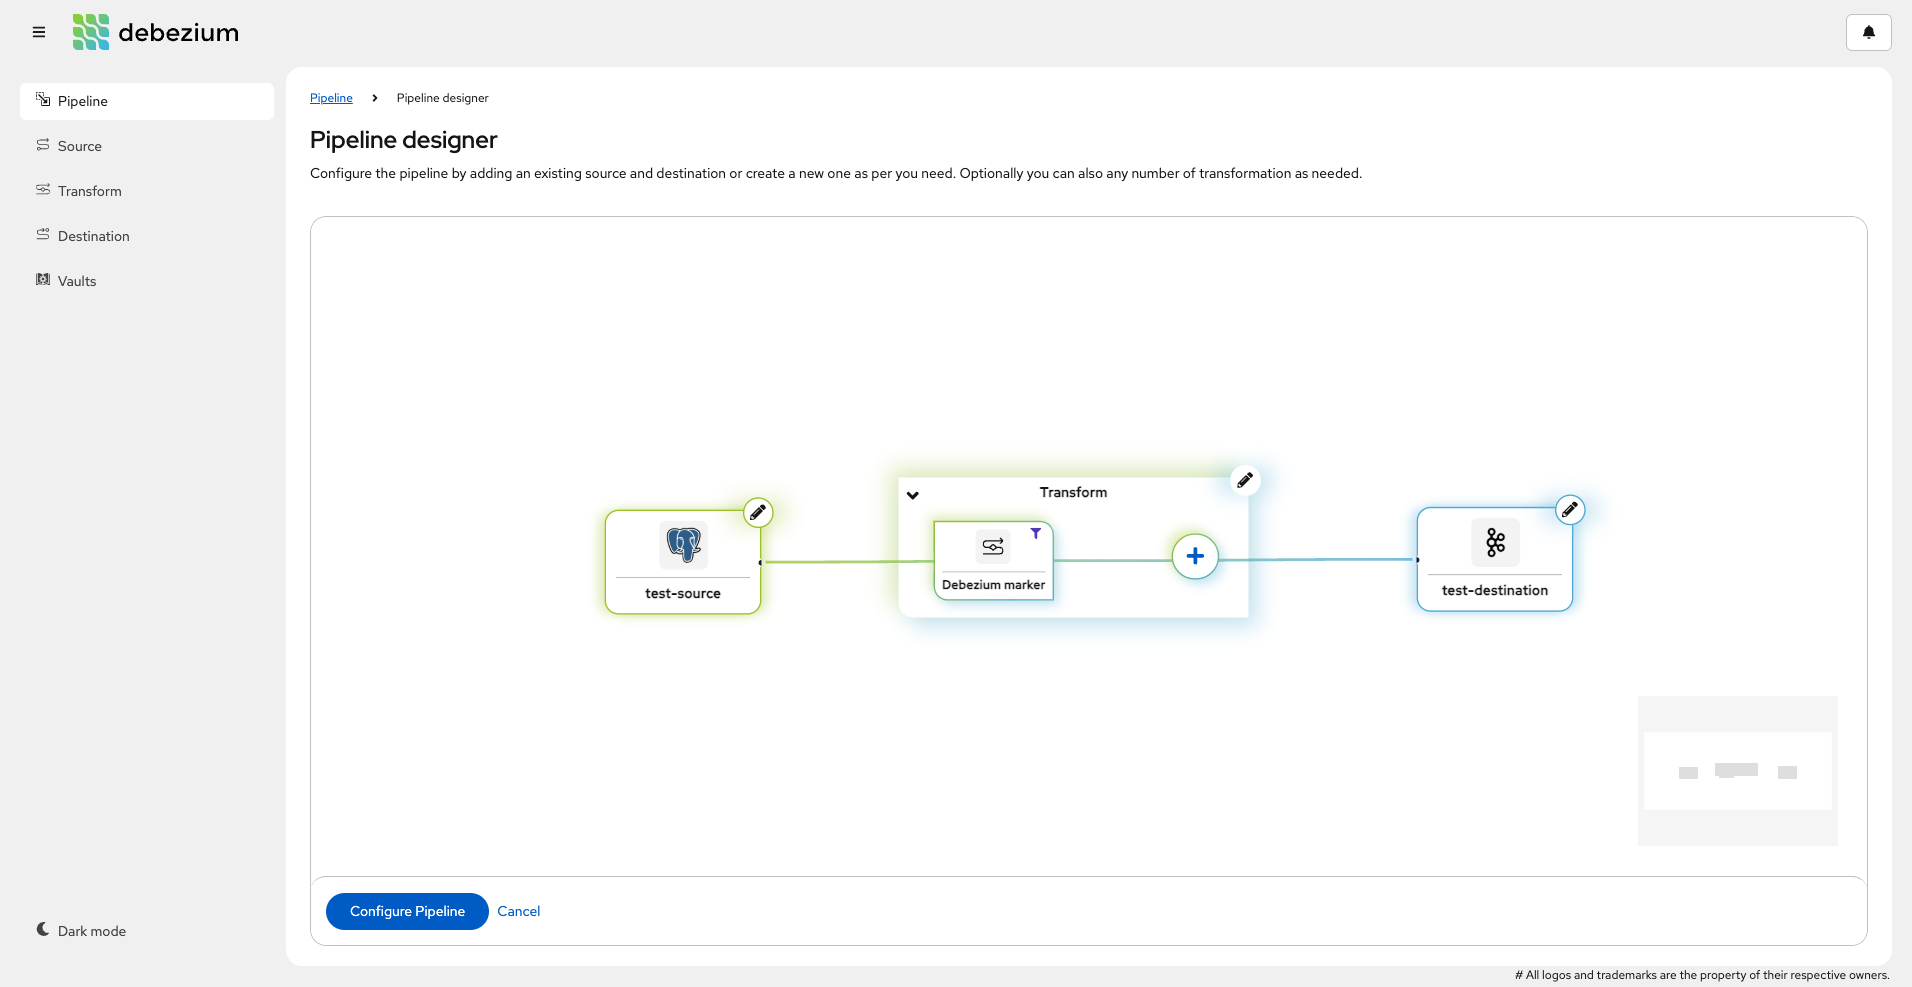 debezium
Pipeline
Source
Transform
Destination
Vaults
Dark mode
Pipeline
Pipeline designer
Pipeline designer
Configure the pipeline by adding an existing source and destination or create a new one as per you need. Optionally you can also any number of transformation as needed.
Transform
test-source
Debezium marker
test-destination
Configure Pipeline
Cancel
# All logos and trademarks are the property of their respective owners.